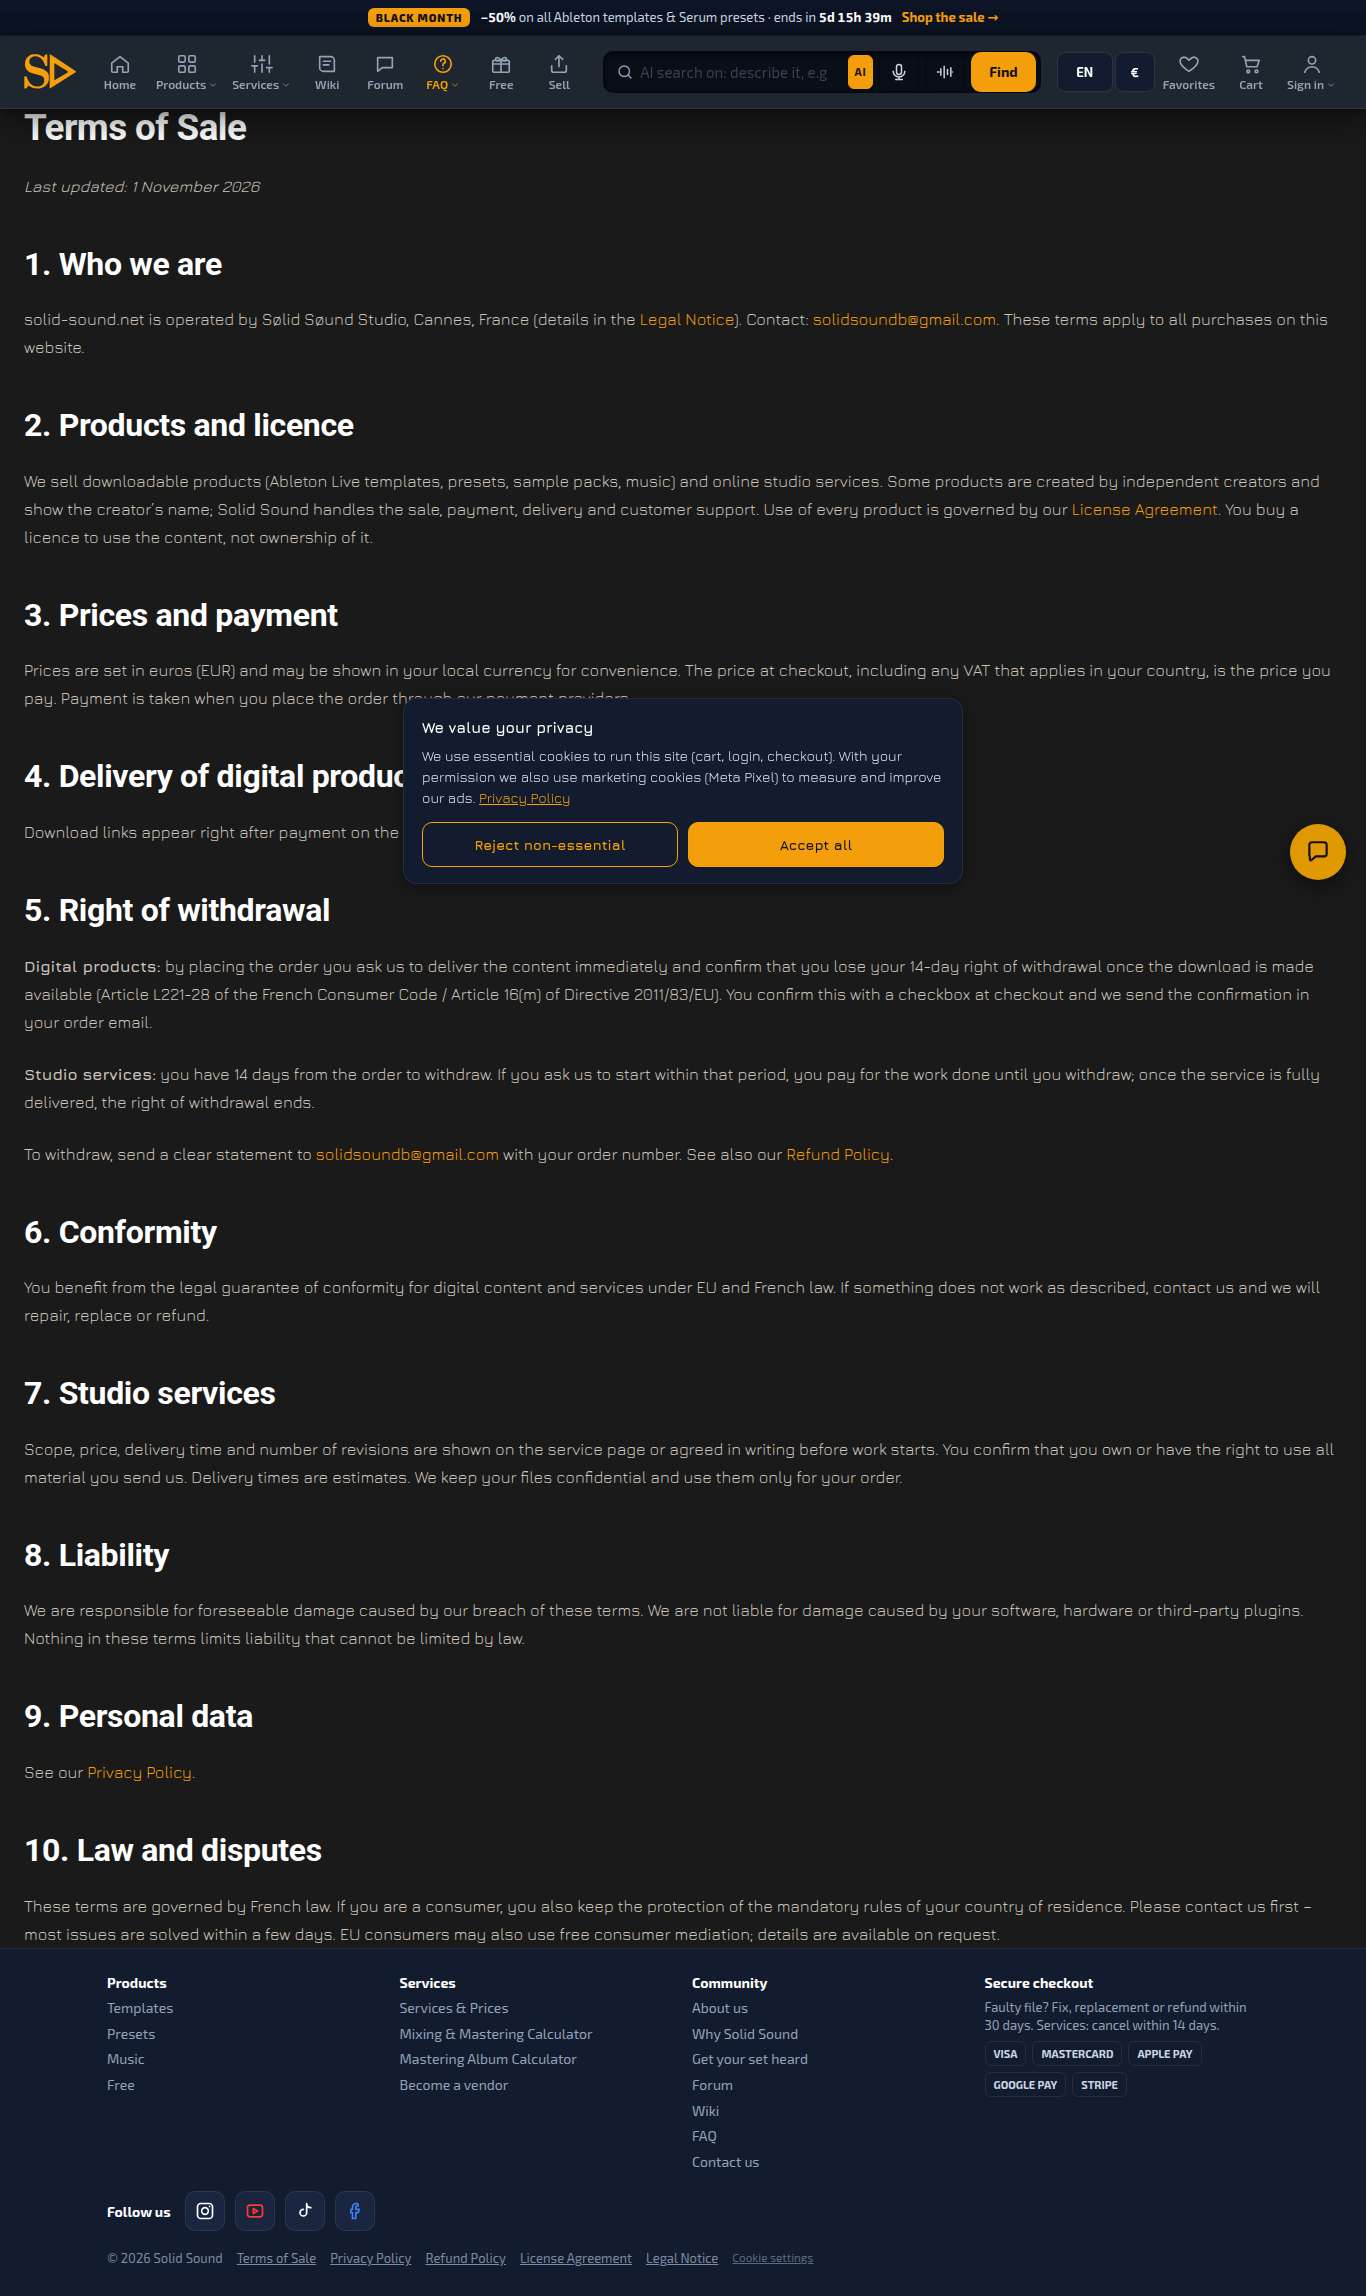 BLACK MONTH −50% on all Ableton templates & Serum presets · ends in 5d 15h 39m Shop the sale →
Home Products Services Wiki Forum FAQ Free Sell AI search on: describe it, e.g AI Find EN € Favorites Cart Sign in
Terms of Sale
Last updated: 1 November 2026
1. Who we are
solid-sound.net is operated by Sølid Søund Studio, Cannes, France (details in the Legal Notice). Contact: solidsoundb@gmail.com. These terms apply to all purchases on this
website.
2. Products and licence
We sell downloadable products (Ableton Live templates, presets, sample packs, music) and online studio services. Some products are created by independent creators and
show the creator's name; Solid Sound handles the sale, payment, delivery and customer support. Use of every product is governed by our License Agreement. You buy a
licence to use the content, not ownership of it.
3. Prices and payment
Prices are set in euros (EUR) and may be shown in your local currency for convenience. The price at checkout, including any VAT that applies in your country, is the price you
pay. Payment is taken when you place the order through our payment providers.
4. Delivery of digital produc
Download links appear right after payment on the
We value your privacy
We use essential cookies to run this site (cart, login, checkout). With your
permission we also use marketing cookies (Meta Pixel) to measure and improve
our ads. Privacy Policy
Reject non-essential Accept all
5. Right of withdrawal
Digital products: by placing the order you ask us to deliver the content immediately and confirm that you lose your 14-day right of withdrawal once the download is made
available (Article L221-28 of the French Consumer Code / Article 16(m) of Directive 2011/83/EU). You confirm this with a checkbox at checkout and we send the confirmation in
your order email.
Studio services: you have 14 days from the order to withdraw. If you ask us to start within that period, you pay for the work done until you withdraw; once the service is fully
delivered, the right of withdrawal ends.
To withdraw, send a clear statement to solidsoundb@gmail.com with your order number. See also our Refund Policy.
6. Conformity
You benefit from the legal guarantee of conformity for digital content and services under EU and French law. If something does not work as described, contact us and we will
repair, replace or refund.
7. Studio services
Scope, price, delivery time and number of revisions are shown on the service page or agreed in writing before work starts. You confirm that you own or have the right to use all
material you send us. Delivery times are estimates. We keep your files confidential and use them only for your order.
8. Liability
We are responsible for foreseeable damage caused by our breach of these terms. We are not liable for damage caused by your software, hardware or third-party plugins.
Nothing in these terms limits liability that cannot be limited by law.
9. Personal data
See our Privacy Policy.
10. Law and disputes
These terms are governed by French law. If you are a consumer, you also keep the protection of the mandatory rules of your country of residence. Please contact us first –
most issues are solved within a few days. EU consumers may also use free consumer mediation; details are available on request.
Products Services Community Secure checkout
Templates Services & Prices About us Faulty file? Fix, replacement or refund within
Presets Mixing & Mastering Calculator Why Solid Sound 30 days. Services: cancel within 14 days.
Music Mastering Album Calculator Get your set heard VISA MASTERCARD APPLE PAY
Free Become a vendor Forum GOOGLE PAY STRIPE
Wiki
FAQ
Contact us
Follow us
© 2026 Solid Sound Terms of Sale Privacy Policy Refund Policy License Agreement Legal Notice Cookie settings